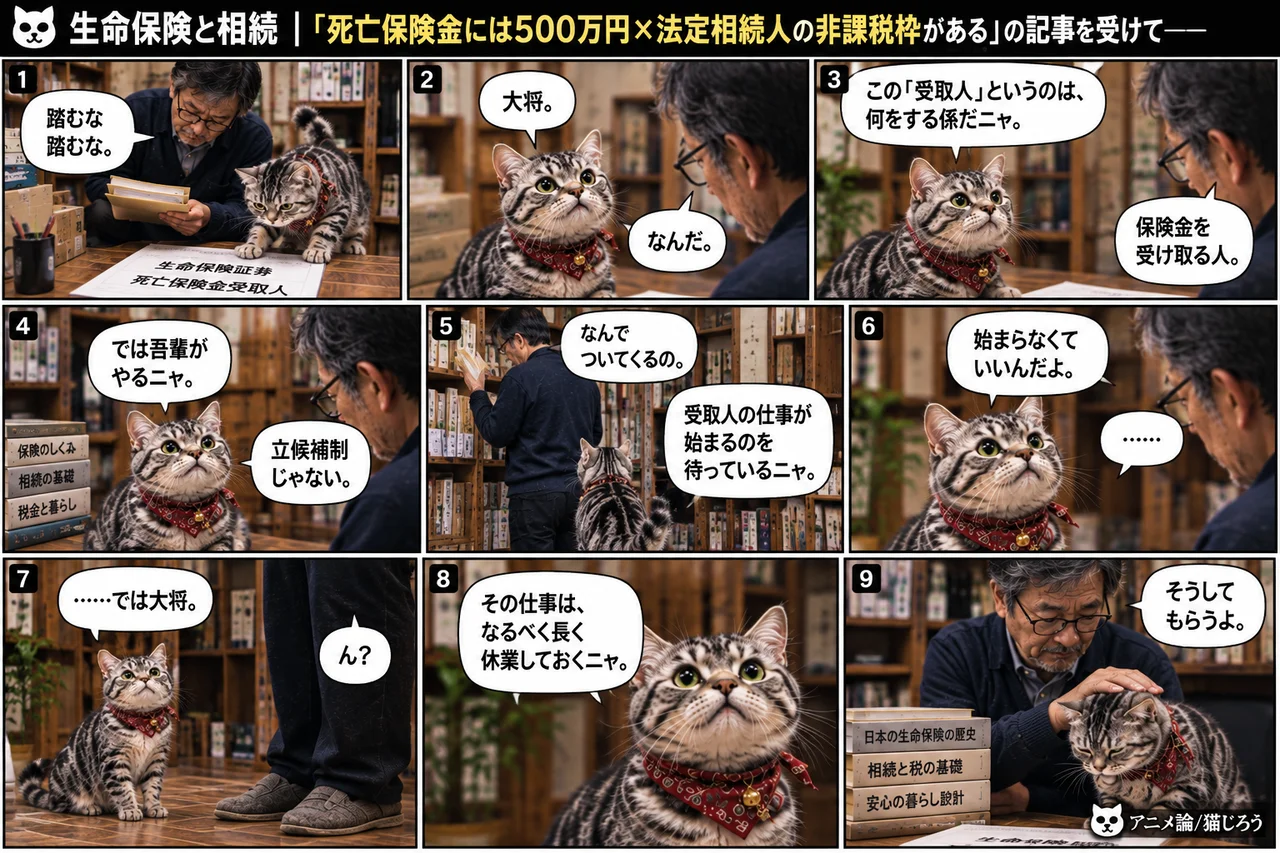 生命保険と相続｜「死亡保険金には500万円×法定相続人の非課税枠がある」の記事を受けて――
1
踏むな
踏むな。
生命保険証券
死亡保険金受取人
2
大将。
なんだ。
3
この「受取人」というのは、
何をする係だニャ。
保険金を
受け取る人。
4
では吾輩が
やるニャ。
立候補制
じゃない。
保険のしくみ
相続の基礎
税金と暮らし
5
なんで
ついてくるの。
受取人の仕事が
始まるのを
待っているニャ。
6
始まらなくて
いいんだよ。
……
7
……では大将。
ん？
8
その仕事は、
なるべく長く
休業しておくニャ。
9
そうして
もらうよ。
日本の生命保険の歴史
相続と税の基礎
安心の暮らし設計
アニメ論/猫じろう